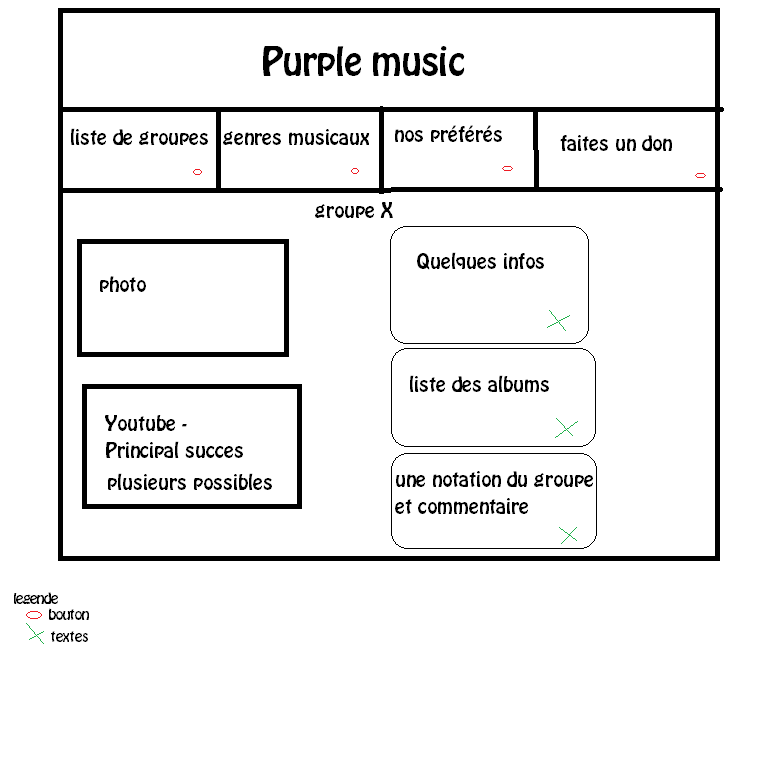 Purple music
liste de groupes
genres musicaux
nos préférés
faites un don
groupe X
photo
Quelques infos
Youtube -
Principal succes
plusieurs possibles
liste des albums
une notation du groupe
et commentaire
legende
bouton
textes